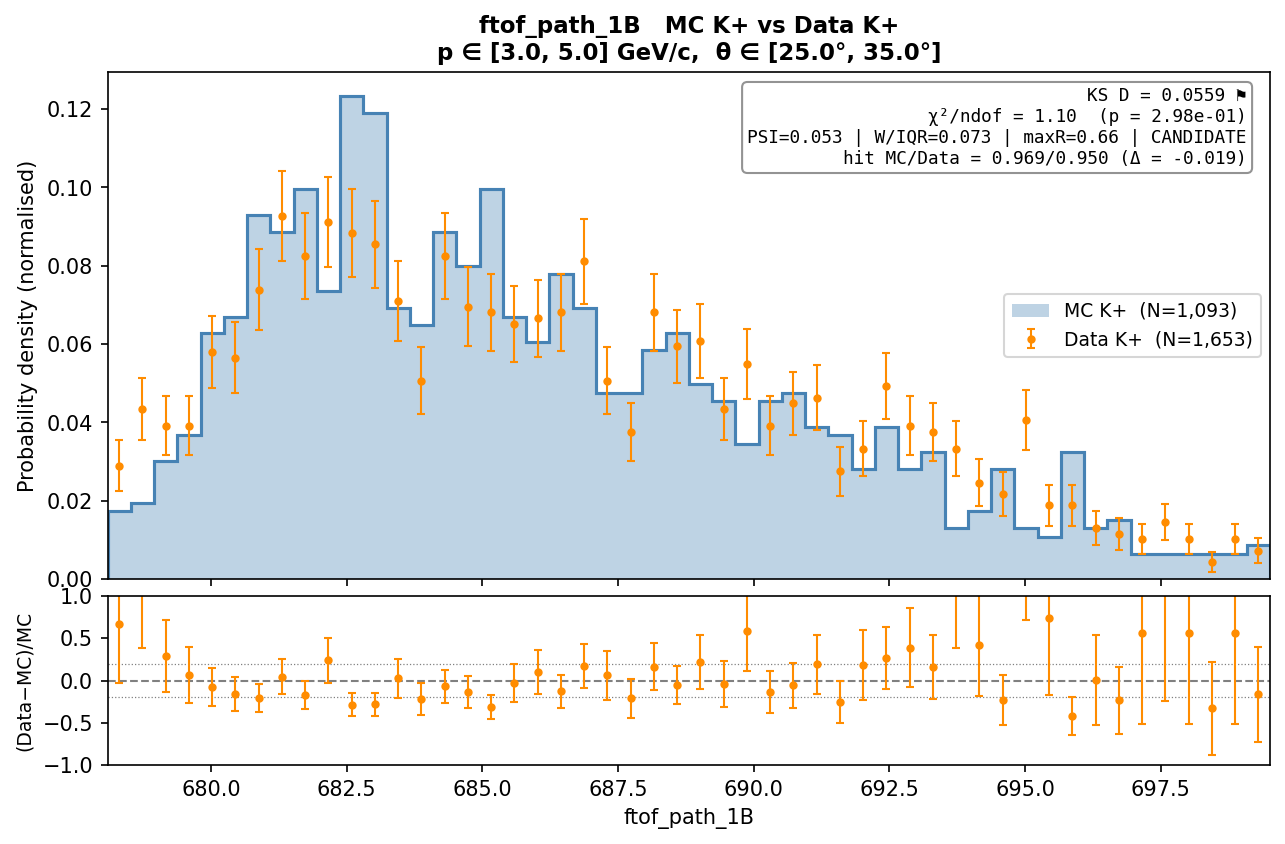 ftof_path_1B   MC K+ vs Data K+
p ∈ [3.0, 5.0] GeV/c,  θ ∈ [25.0°, 35.0°]
KS D = 0.0559 ⚑
χ²/ndof = 1.10  (p = 2.98e-01)
PSI=0.053 | W/IQR=0.073 | maxR=0.66 | CANDIDATE
hit MC/Data = 0.969/0.950 (Δ = -0.019)
MC K+  (N=1,093)
Data K+  (N=1,653)
Probability density (normalised)
0.12
0.10
0.08
0.06
0.04
0.02
0.00
(Data−MC)/MC
1.0
0.5
0.0
−0.5
−1.0
680.0 682.5 685.0 687.5 690.0 692.5 695.0 697.5
ftof_path_1B